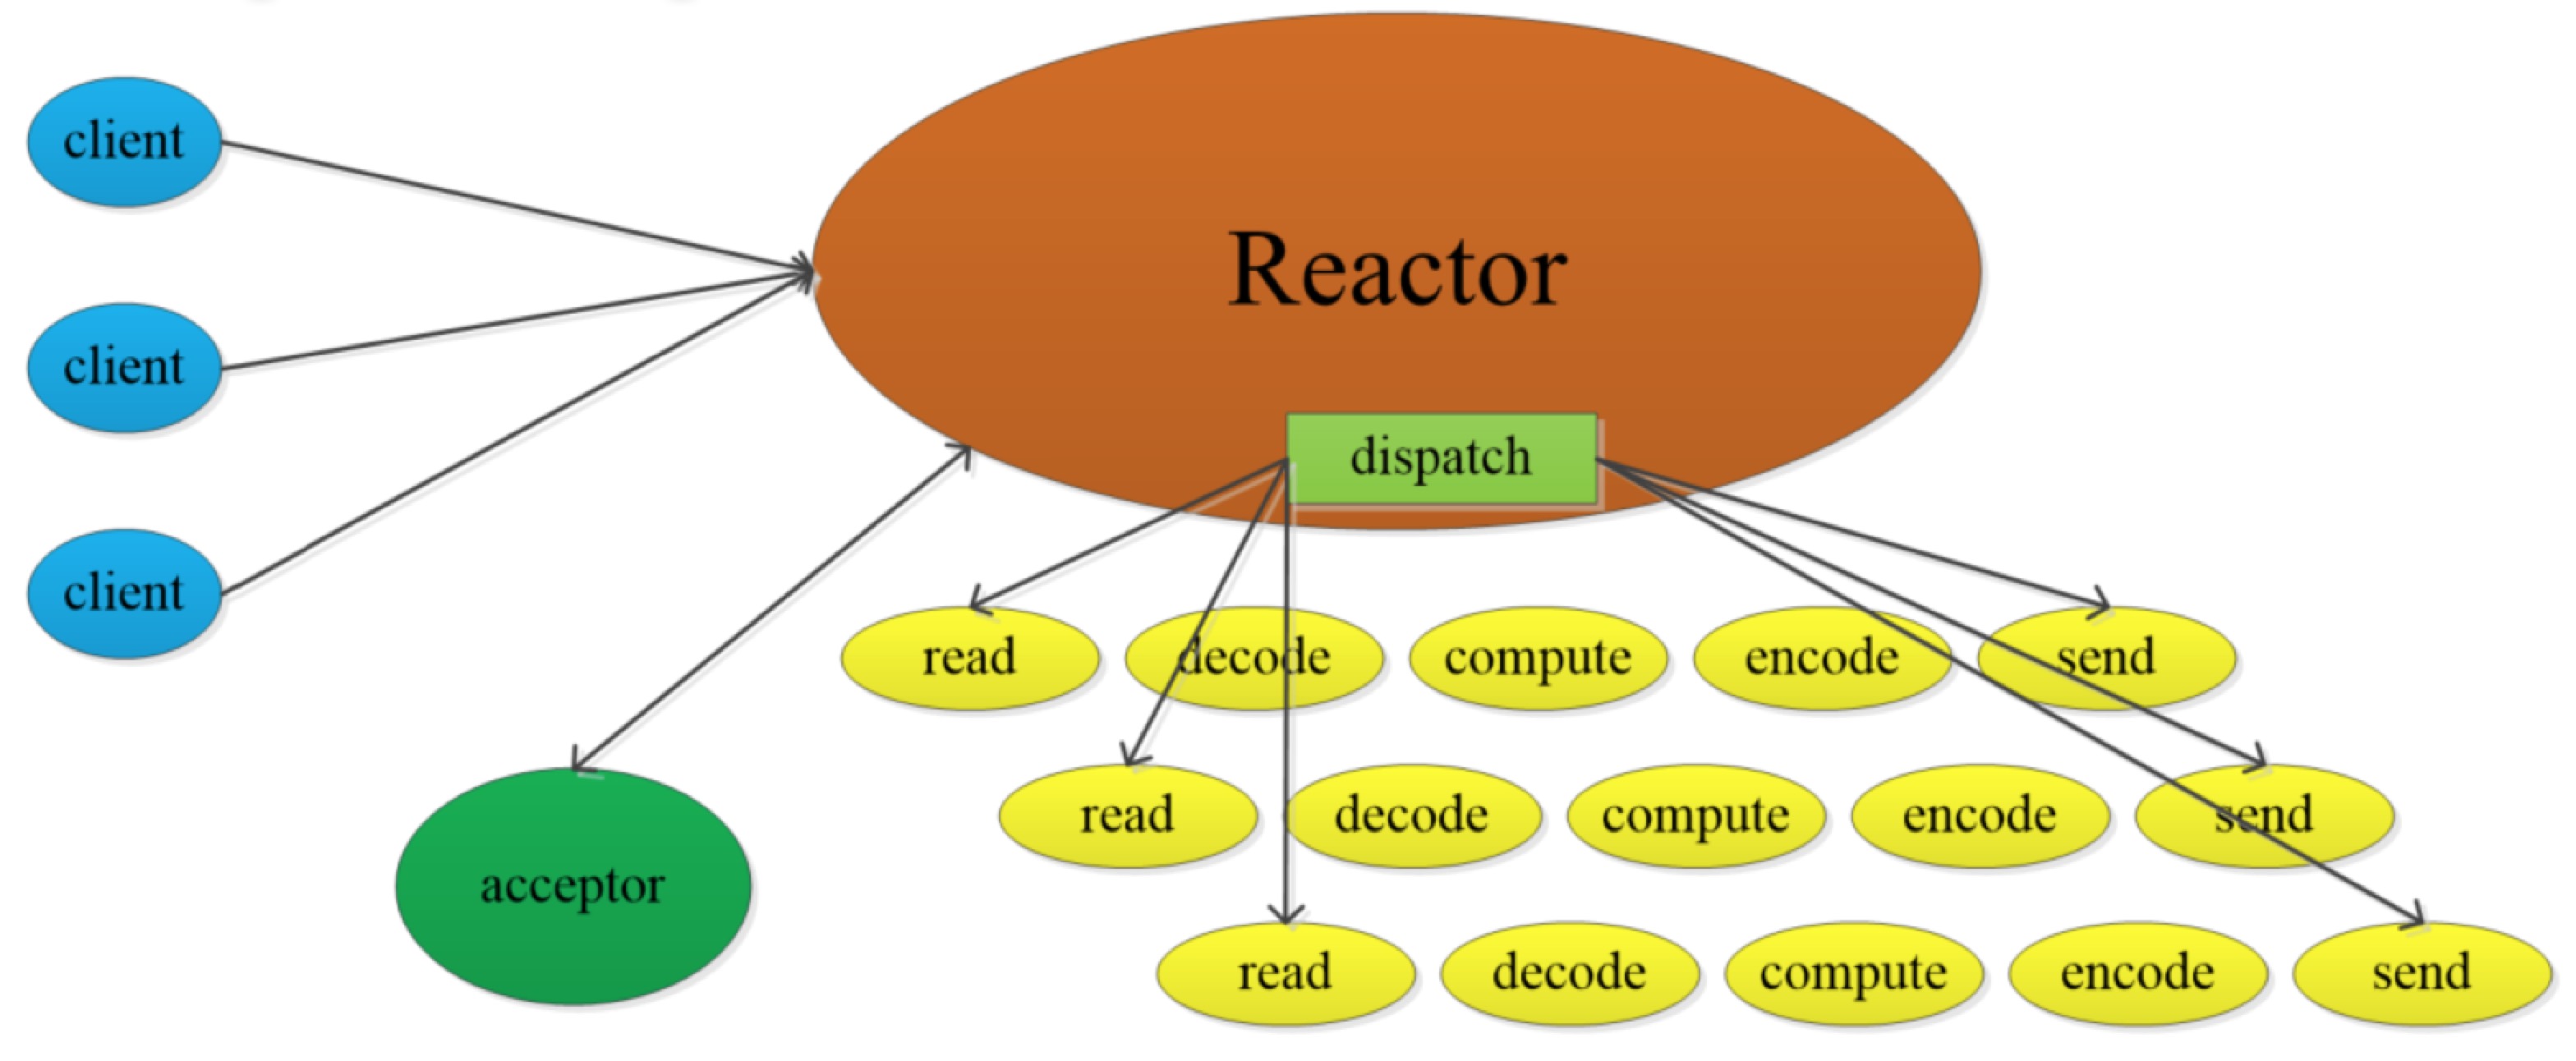 client
client
client
Reactor
dispatch
acceptor
read decode compute encode send
read decode compute encode send
read decode compute encode send